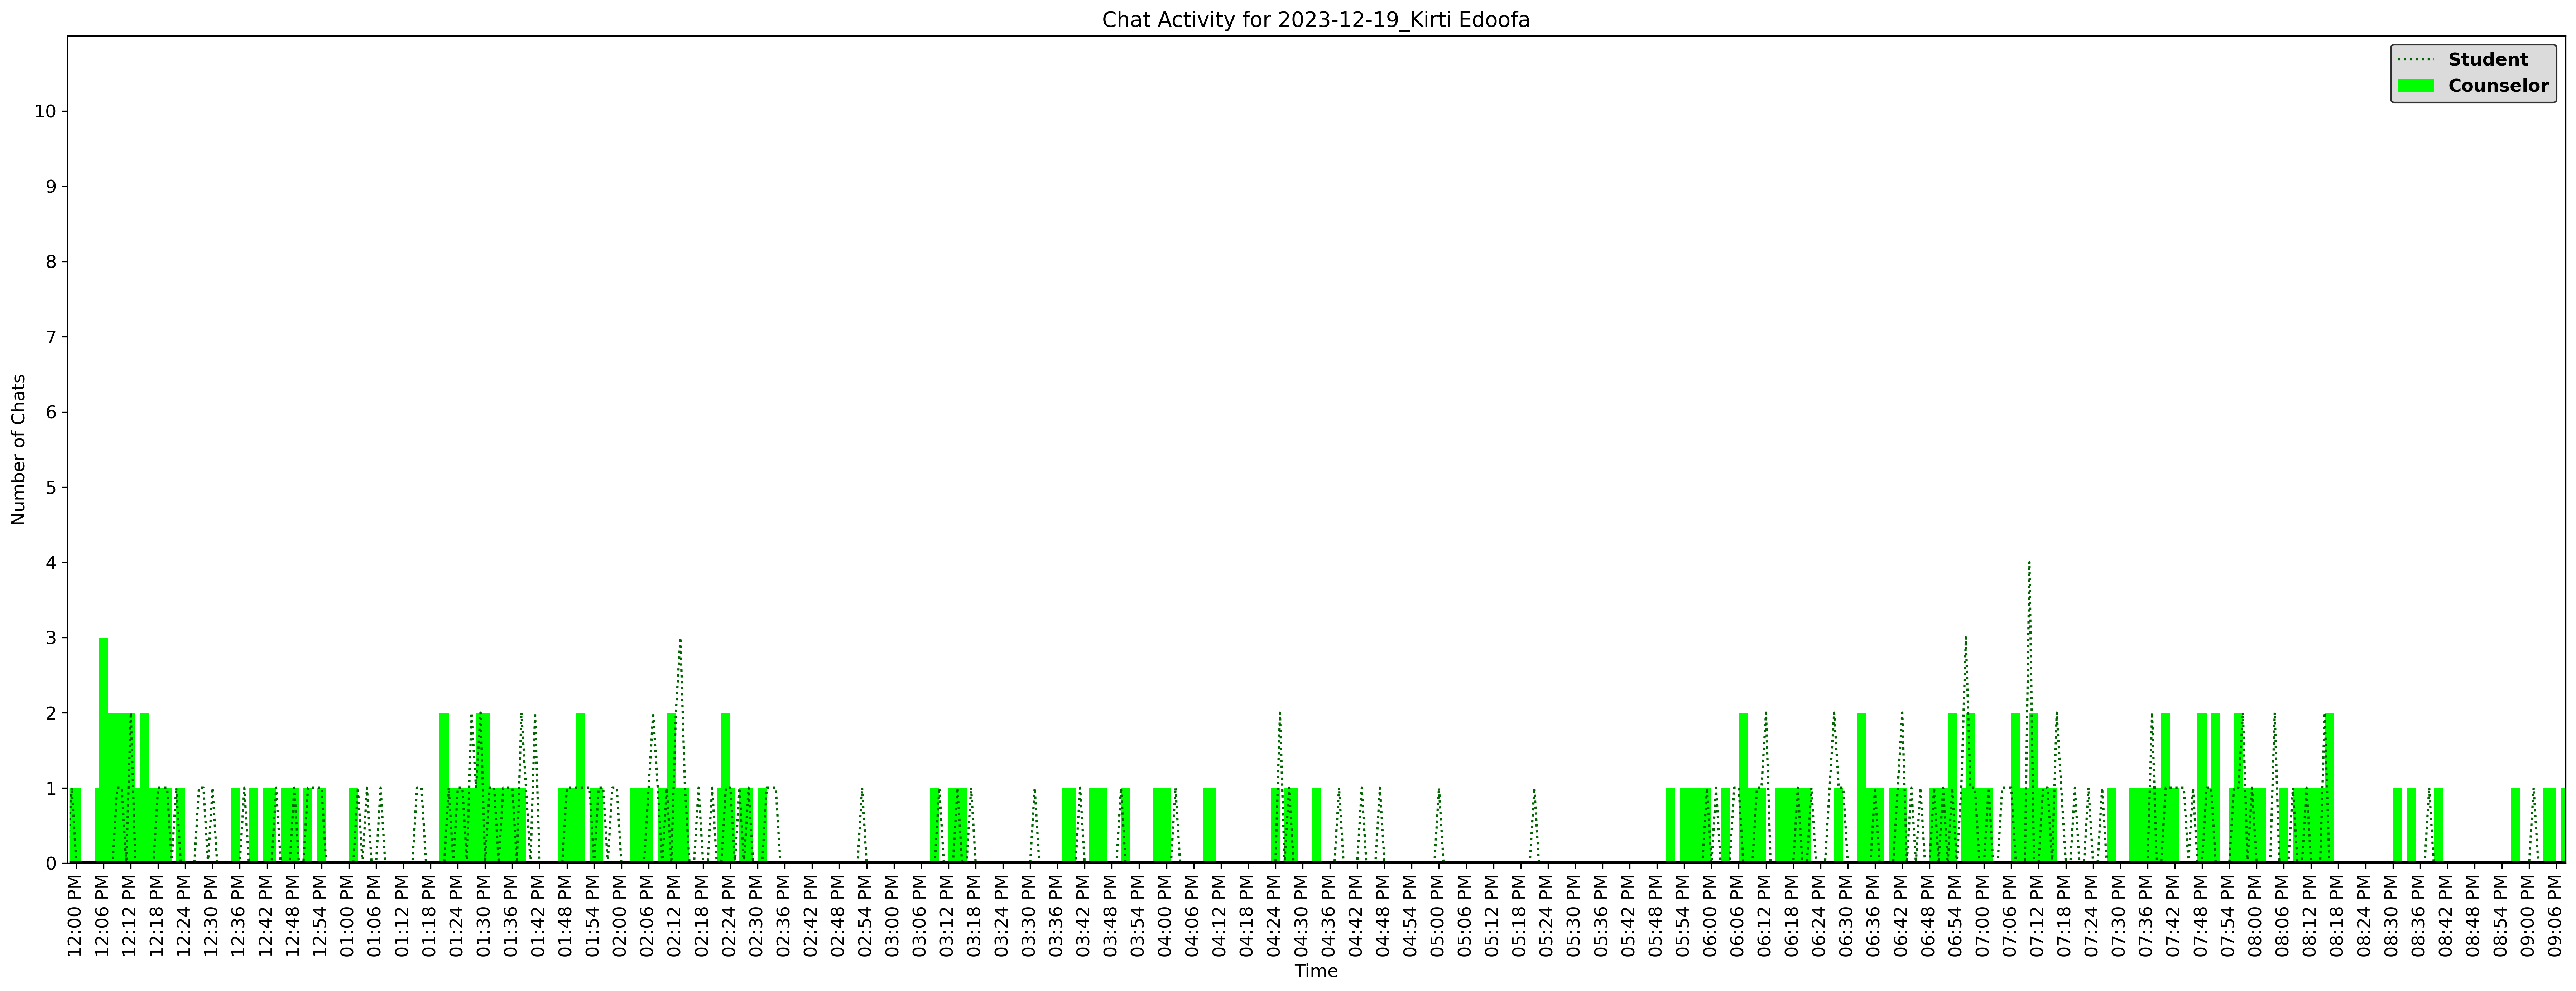 Chat Activity for 2023-12-19_Kirti Edoofa
Student
Counselor
Number of Chats
10
9
8
7
6
5
4
3
2
1
0
12:00 PM
12:06 PM
12:12 PM
12:18 PM
12:24 PM
12:30 PM
12:36 PM
12:42 PM
12:48 PM
12:54 PM
01:00 PM
01:06 PM
01:12 PM
01:18 PM
01:24 PM
01:30 PM
01:36 PM
01:42 PM
01:48 PM
01:54 PM
02:00 PM
02:06 PM
02:12 PM
02:18 PM
02:24 PM
02:30 PM
02:36 PM
02:42 PM
02:48 PM
02:54 PM
03:00 PM
03:06 PM
03:12 PM
03:18 PM
03:24 PM
03:30 PM
03:36 PM
03:42 PM
03:48 PM
03:54 PM
04:00 PM
04:06 PM
04:12 PM
04:18 PM
04:24 PM
04:30 PM
04:36 PM
04:42 PM
04:48 PM
04:54 PM
05:00 PM
05:06 PM
05:12 PM
05:18 PM
05:24 PM
05:30 PM
05:36 PM
05:42 PM
05:48 PM
05:54 PM
06:00 PM
06:06 PM
06:12 PM
06:18 PM
06:24 PM
06:30 PM
06:36 PM
06:42 PM
06:48 PM
06:54 PM
07:00 PM
07:06 PM
07:12 PM
07:18 PM
07:24 PM
07:30 PM
07:36 PM
07:42 PM
07:48 PM
07:54 PM
08:00 PM
08:06 PM
08:12 PM
08:18 PM
08:24 PM
08:30 PM
08:36 PM
08:42 PM
08:48 PM
08:54 PM
09:00 PM
09:06 PM
Time